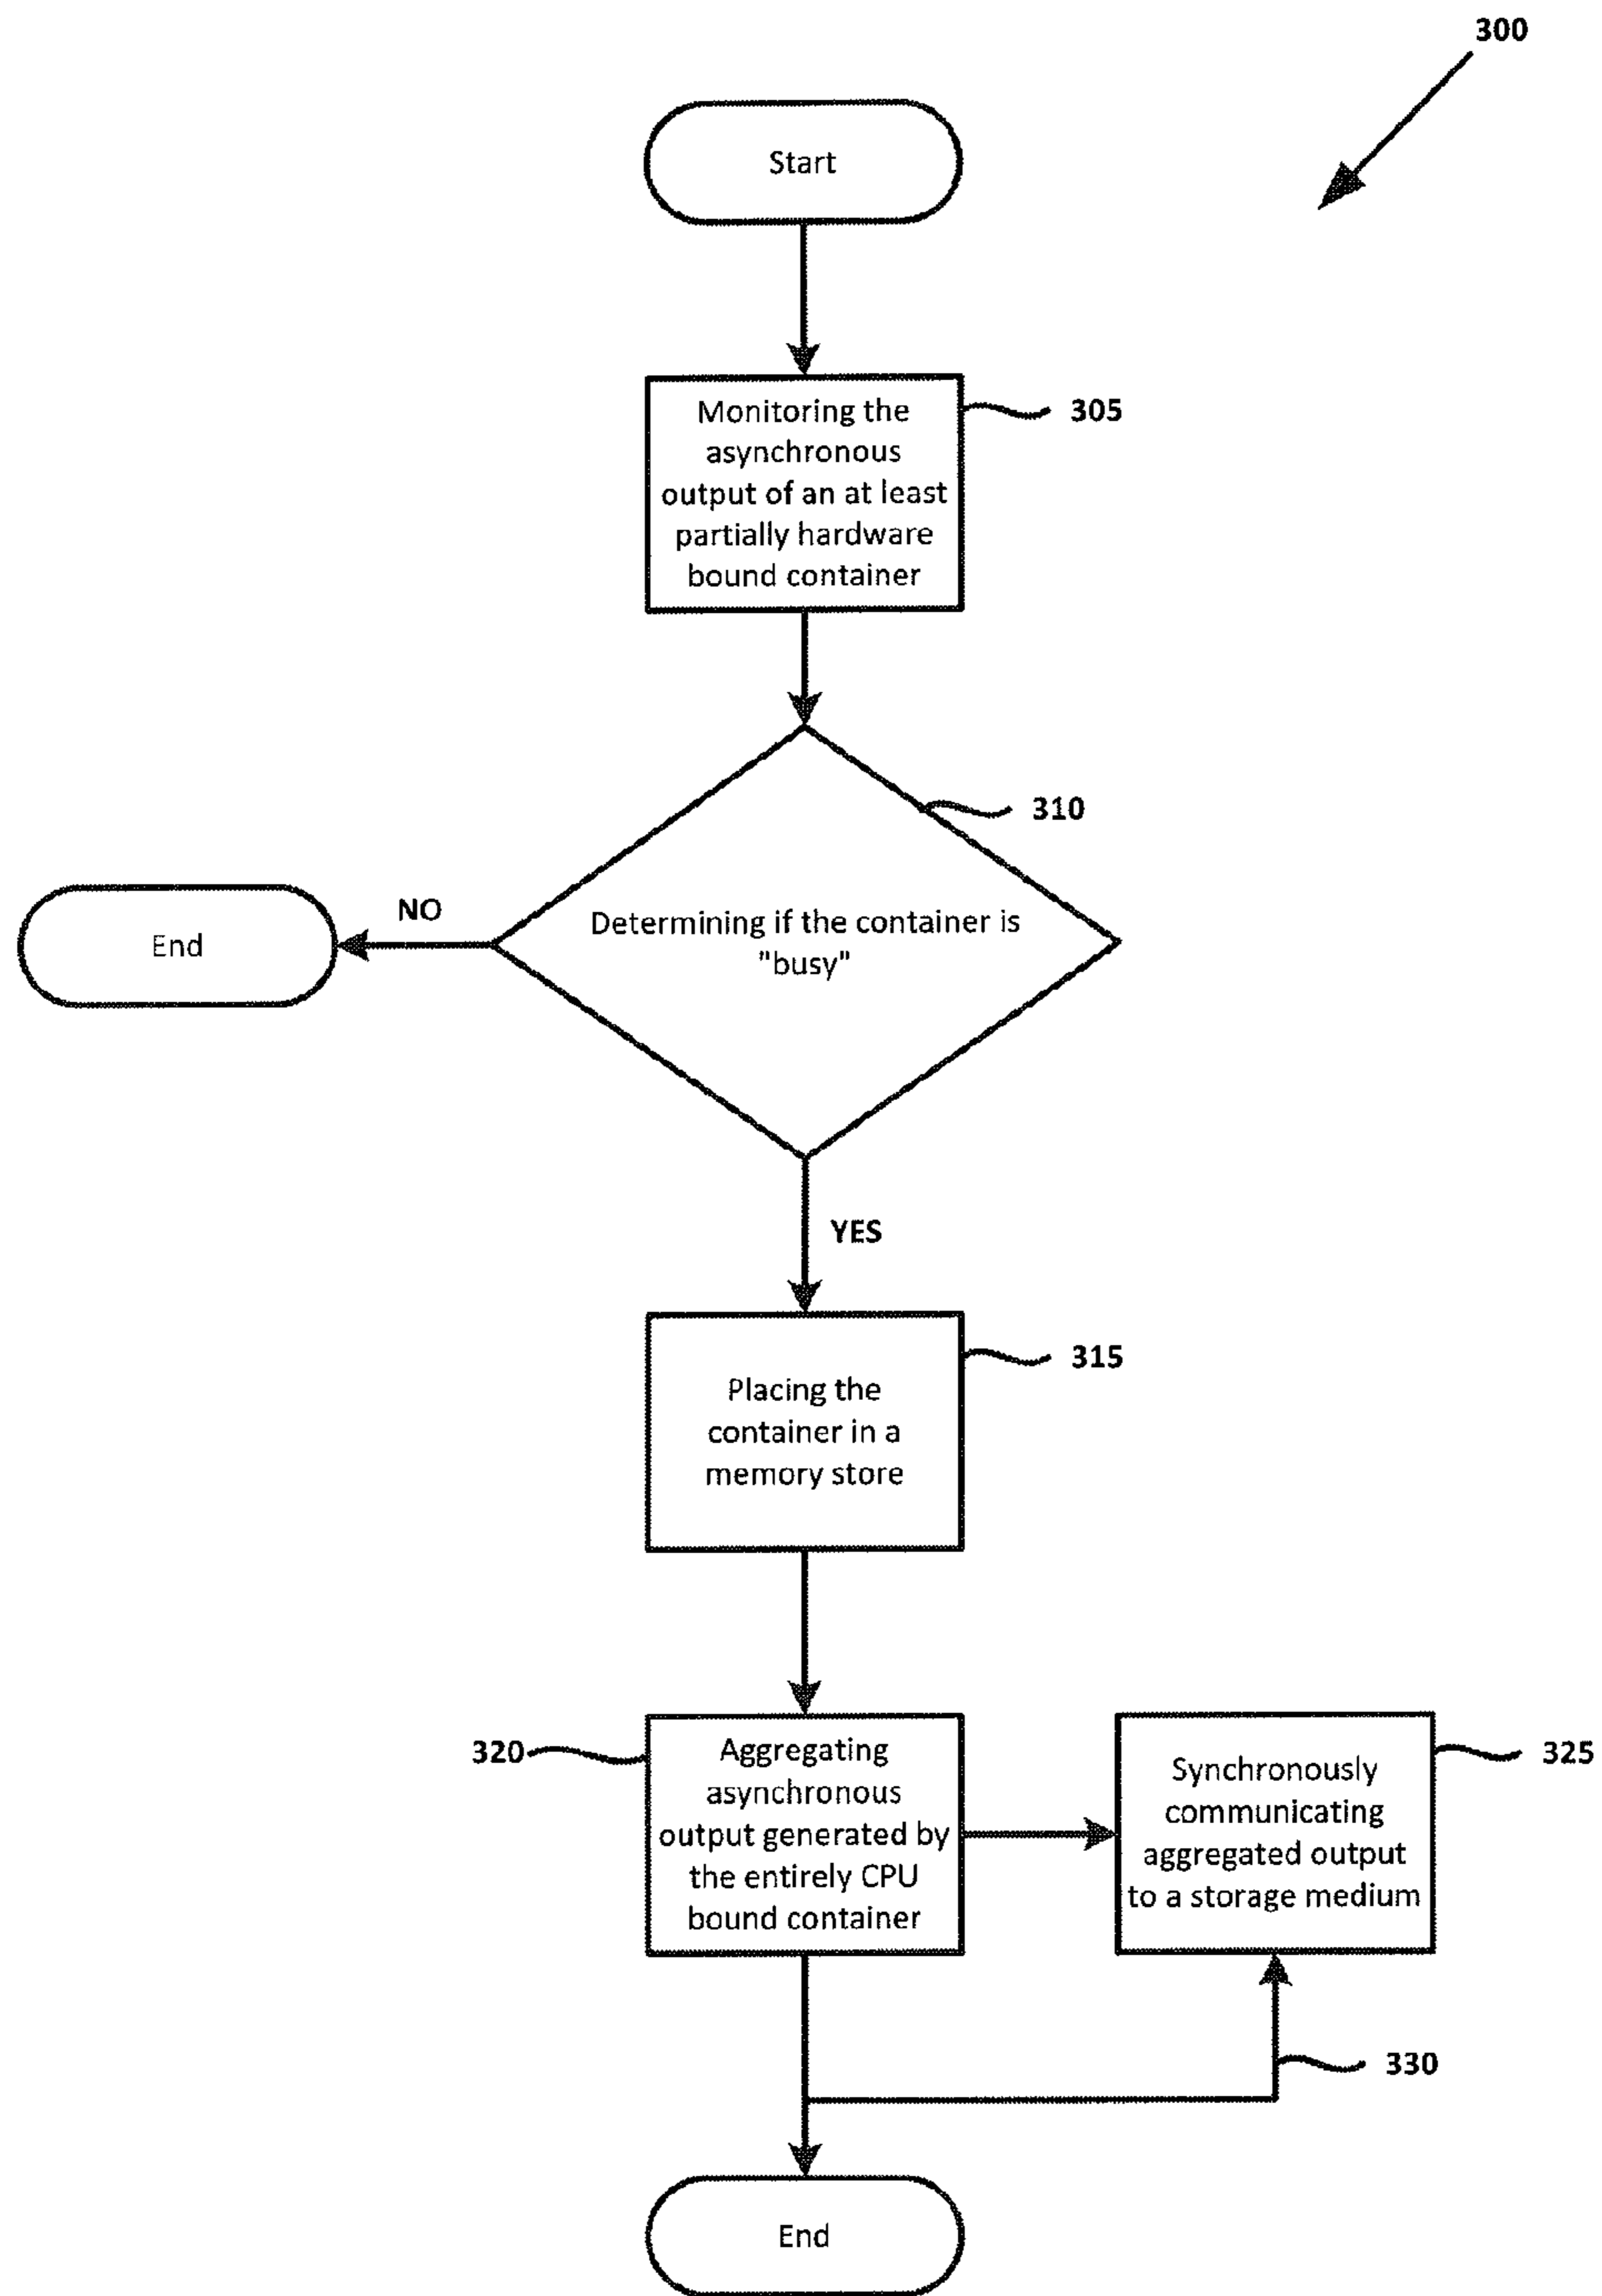 300
Start
Monitoring the
asynchronous
output of an at least
partially hardware
bound container
305
310
Determining if the container is
"busy"
NO
End
YES
Placing the
container in a
memory store
315
320
Aggregating
asynchronous
output generated by
the entirely CPU
bound container
Synchronously
communicating
aggregated output
to a storage medium
325
330
End